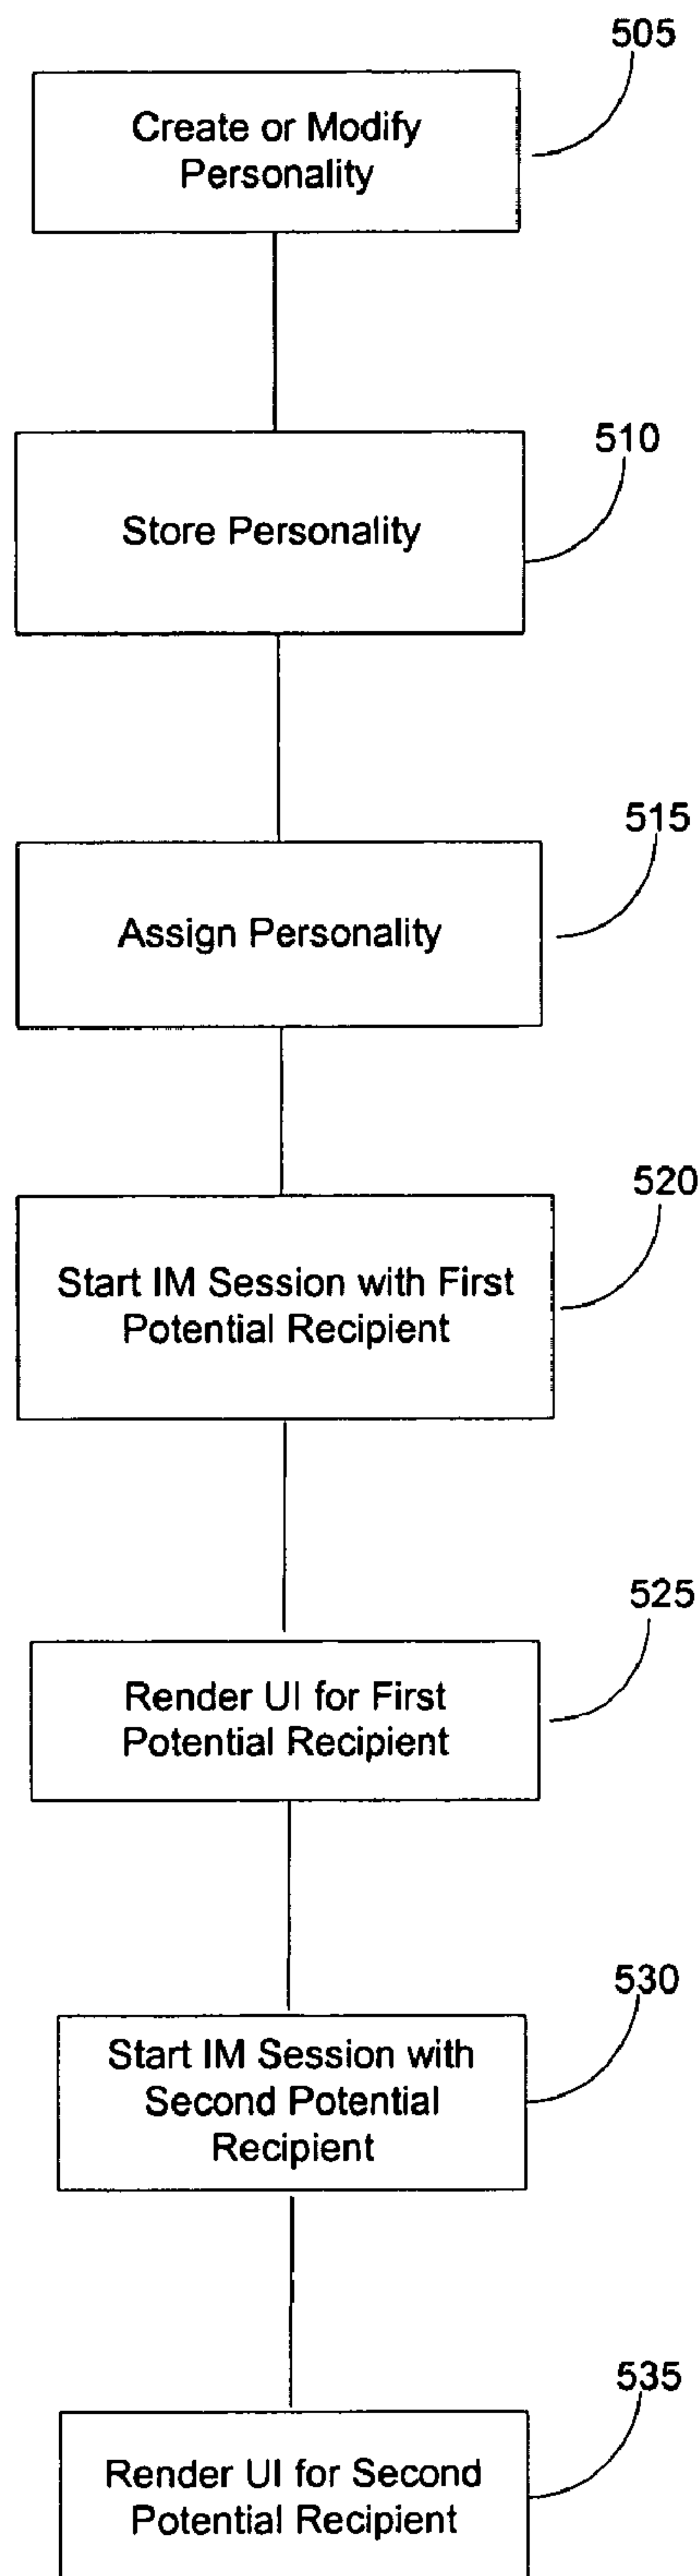 505
Create or Modify
Personality
510
Store Personality
515
Assign Personality
520
Start IM Session with First
Potential Recipient
525
Render UI for First
Potential Recipient
530
Start IM Session with
Second Potential
Recipient
535
Render UI for Second
Potential Recipient